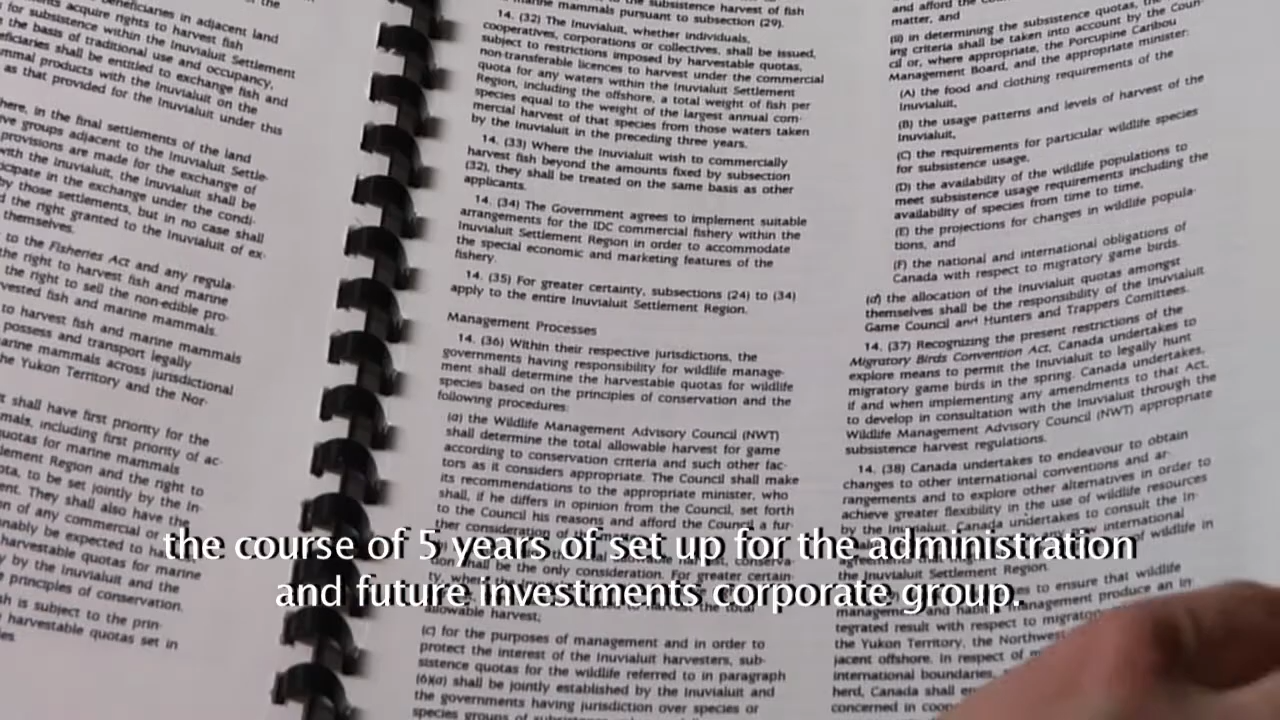 the
beneficiaries in adjacent land
acquire rights to harvest fish
for subsistence within the Inuvialuit Settlement
the basis of traditional use and occupancy,
eficiaries shall be entitled to exchange fish and
mmal products with the Inuvialuit on the
as that provided for the Inuvialuit under this
here, in the final settlements of the land
ve groups adjacent to the Inuvialuit Settle-
provisions are made for the exchange of
with the Inuvialuit, the Inuvialuit shall be
icipate in the exchange under the condi-
by those settlements, but in no case shall
d the right granted to the Inuvialuit of ex-
themselves.
to the Fisheries Act and any regula-
the right to harvest fish and marine
the right to sell the non-edible pro-
vested fish and marine mammals.
to harvest fish and marine mammals
possess and transport legally
arine mammals across jurisdictional
he Yukon Territory and the Nor-
t shall have first priority for the
mals, including first priority of ac-
quotas for marine mammals
lement Region and the right to
ota, to be set jointly by the In-
ent. They shall also have
n of any commercial or
nably be expected to
harvestable quotas for marine
by the Inuvialuit and the
principles of conservation.
sh is subject to the prin-
harvestable quotas set in
ies.
the subsistence harvest of fish
marine mammals pursuant to subsection (29).
14. (32) The Inuvialuit, whether individuals,
cooperatives, corporations or collectives, shall be issued,
subject to restrictions imposed by harvestable quotas,
non-transferable licences to harvest under the commercial
quota for any waters within the Inuvialuit Settlement
Region, including the offshore, a total weight of fish per
species equal to the weight of the largest annual com-
mercial harvest of that species from those waters taken
by the Inuvialuit in the preceding three years.
14. (33) Where the Inuvialuit wish to commercially
harvest fish beyond the amounts fixed by subsection
(32), they shall be treated on the same basis as other
applicants.
14. (34) The Government agrees to implement suitable
arrangements for the IDC commercial fishery within the
Inuvialuit Settlement Region in order to accommodate
the special economic and marketing features of the
fishery.
14. (35) For greater certainty, subsections (24) to (34)
apply to the entire Inuvialuit Settlement Region.
Management Processes
14. (36) Within their respective jurisdictions, the
governments having responsibility for wildlife manage-
ment shall determine the harvestable quotas for wildlife
species based on the principles of conservation and the
following procedures:
(a) the Wildlife Management Advisory Council (NWT)
shall determine the total allowable harvest for game
according to conservation criteria and such other fac-
tors as it considers appropriate. The Council shall make
its recommendations to the appropriate minister, who
shall, if he differs in opinion from the Council, set forth
to the Council his reasons and afford the Council a fur-
ther consideration of the
shall be the only consideration. For greater certain-
allowable harvest;
(c) for the purposes of management and in order to
protect the interest of the Inuvialuit harvesters, sub-
sistence quotas for the wildlife referred to in paragraph
(6)(a) shall be jointly established by the Inuvialuit and
the governments having jurisdiction over species or
species groups of subsistence
and afford the
matter, and
(ii) in determining the subsistence quotas, the
ing criteria shall be taken into account by the Coun-
cil or, where appropriate, the Porcupine Caribou
Management Board, and the appropriate minister:
(A) the food and clothing requirements of the
Inuvialuit,
(B) the usage patterns and levels of harvest of the
Inuvialuit,
(C) the requirements for particular wildlife species
for subsistence usage,
(D) the availability of the wildlife populations to
meet subsistence usage requirements including the
availability of species from time to time,
(E) the projections for changes in wildlife popula-
tions, and
(F) the national and international obligations of
Canada with respect to migratory game birds.
(d) the allocation of the Inuvialuit quotas amongst
themselves shall be the responsibility of the Inuvialuit
Game Council and Hunters and Trappers Comittees.
14. (37) Recognizing the present restrictions of the
Migratory Birds Convention Act, Canada undertakes to
explore means to permit the Inuvialuit to legally hunt
migratory game birds in the spring. Canada undertakes,
if and when implementing any amendments to that Act,
to develop in consultation with the Inuvialuit through the
Wildlife Management Advisory Council (NWT) appropriate
subsistence harvest regulations.
14. (38) Canada undertakes to endeavour to obtain
changes to other international conventions and ar-
rangements and to explore other alternatives in order to
achieve greater flexibility in the use of wildlife resources
by the Inuvialuit. Canada undertakes to consult the In-
international
of wildlife in
the Inuvialuit Settlement Region.
to ensure that wildlife
management produce an in-
tegrated result with respect to migratory
the Yukon Territory, the Northwest
jacent offshore. In respect of
international boundaries,
herd, Canada shall
concerned in
the course of 5 years of set up for the administration
and future investments corporate group.